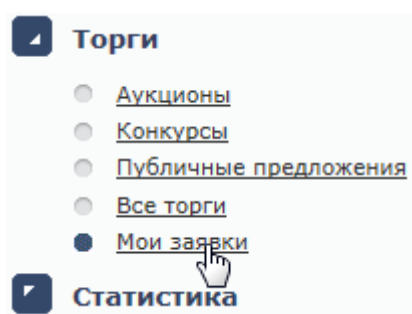 Торги
Аукционы
Конкурсы
Публичные предложения
Все торги
Мои заявки
Статистика